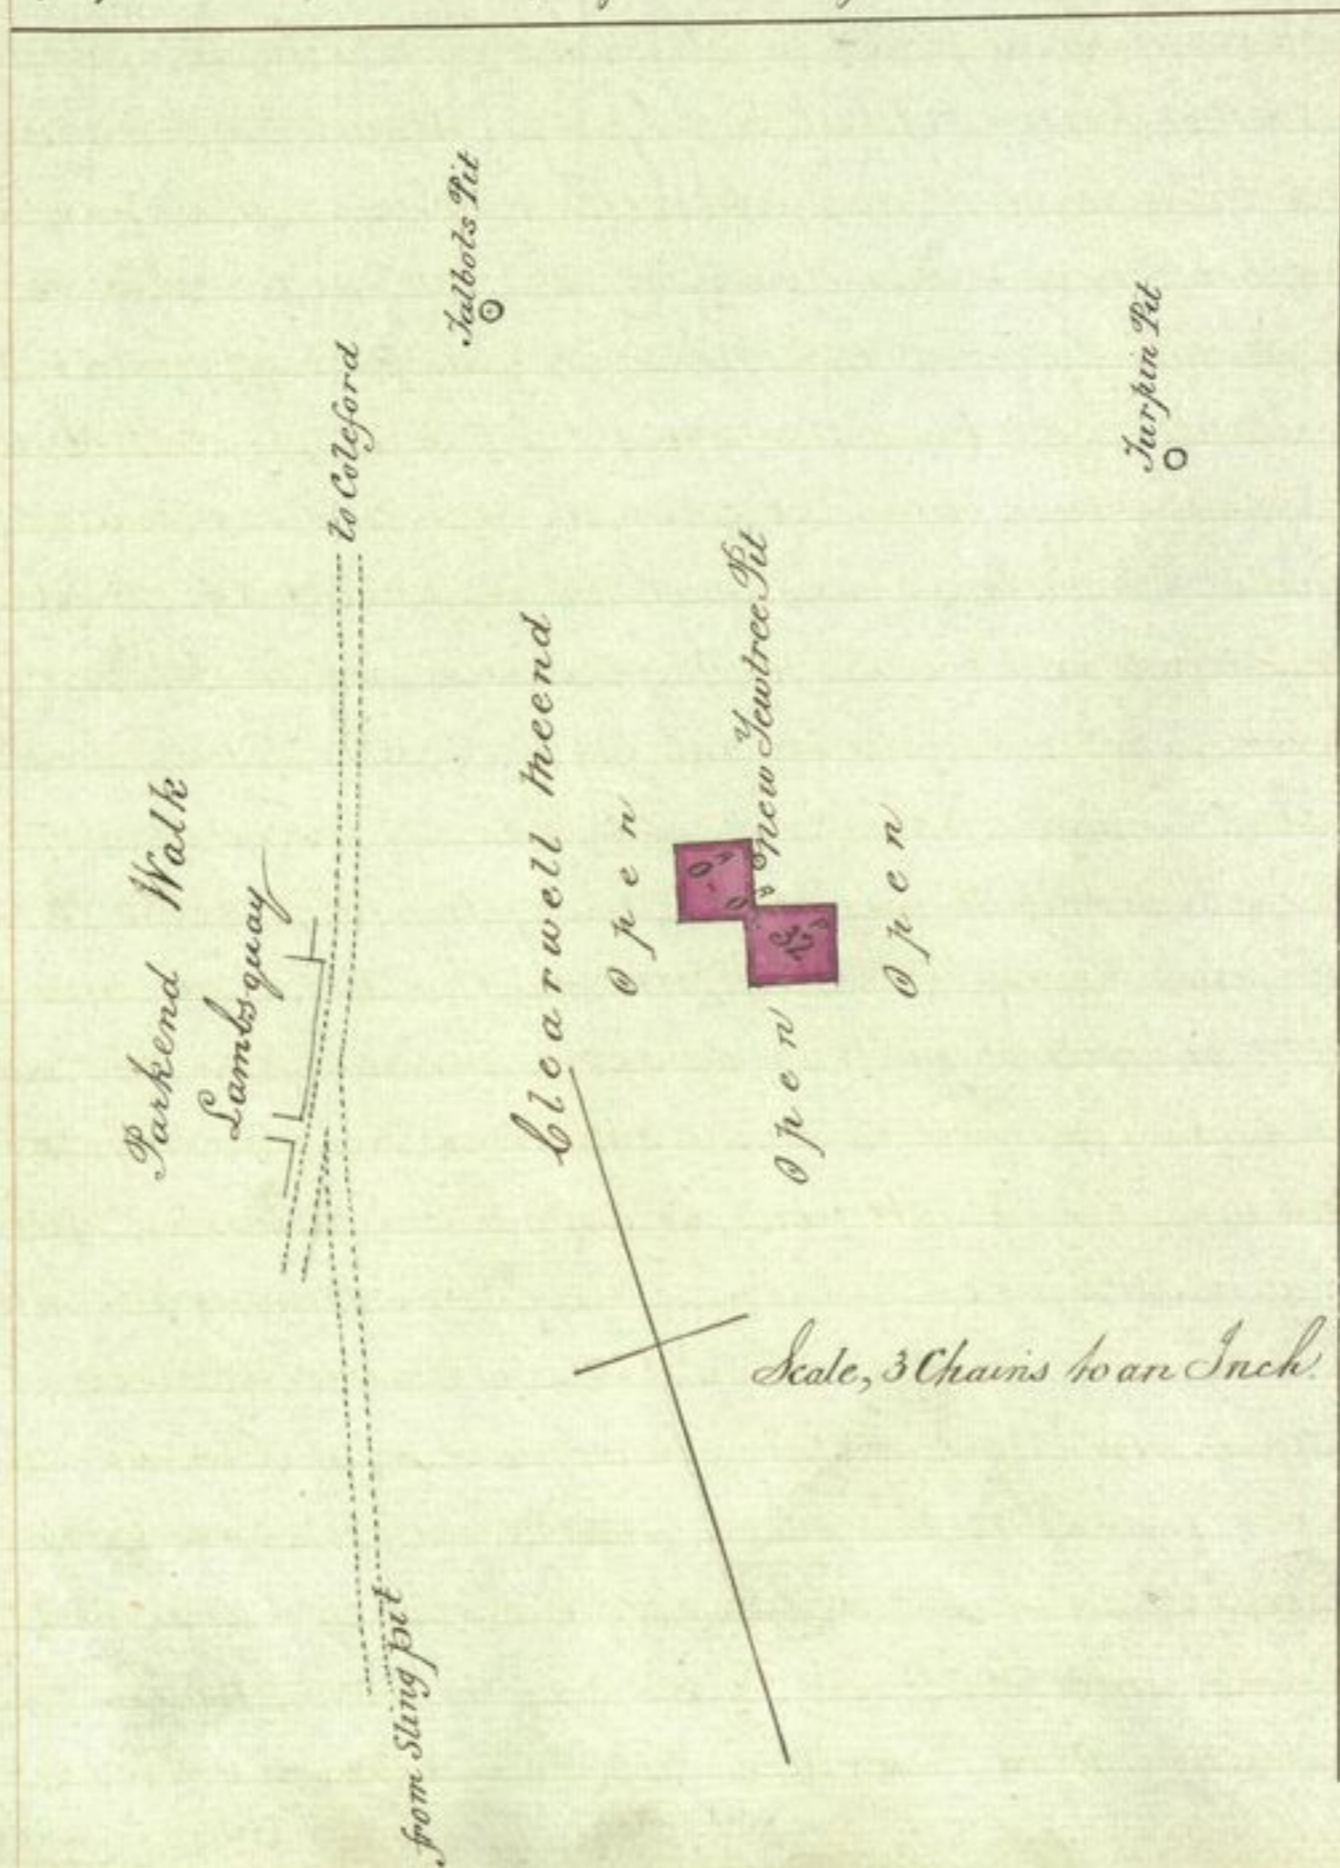 Parkend Walk
Lambsquay
to Coleford
from Sling pit
Talbots Pit
Clearwell Meend
Open
New Yewtree Pit
Open
Open
Turpin Pit
Scale, 3 Chains to an Inch.